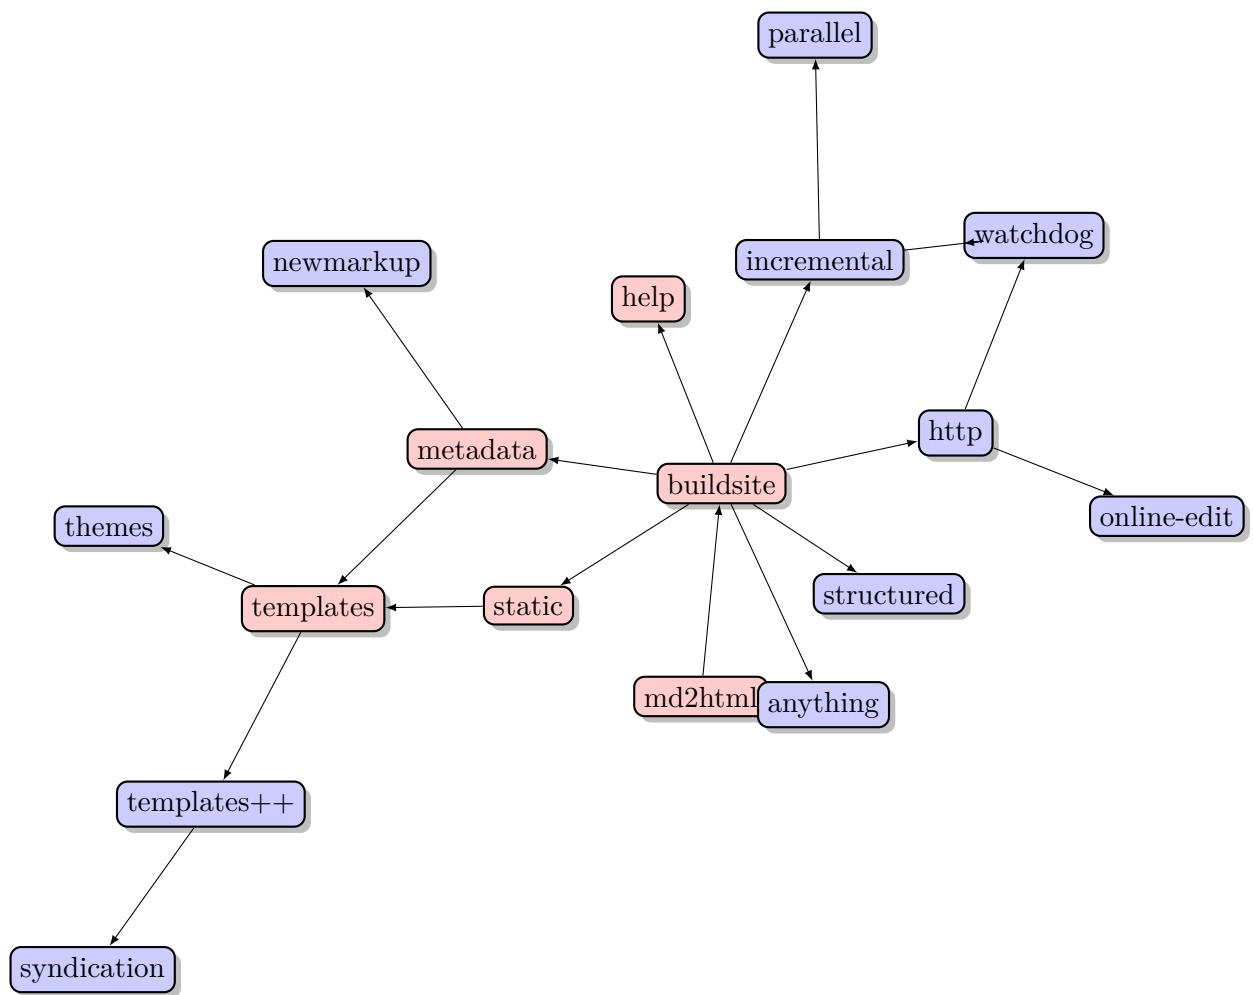 parallel
watchdog
newmarkup
incremental
help
http
metadata
buildsite
online-edit
themes
structured
templates
static
md2html
anything
templates++
syndication